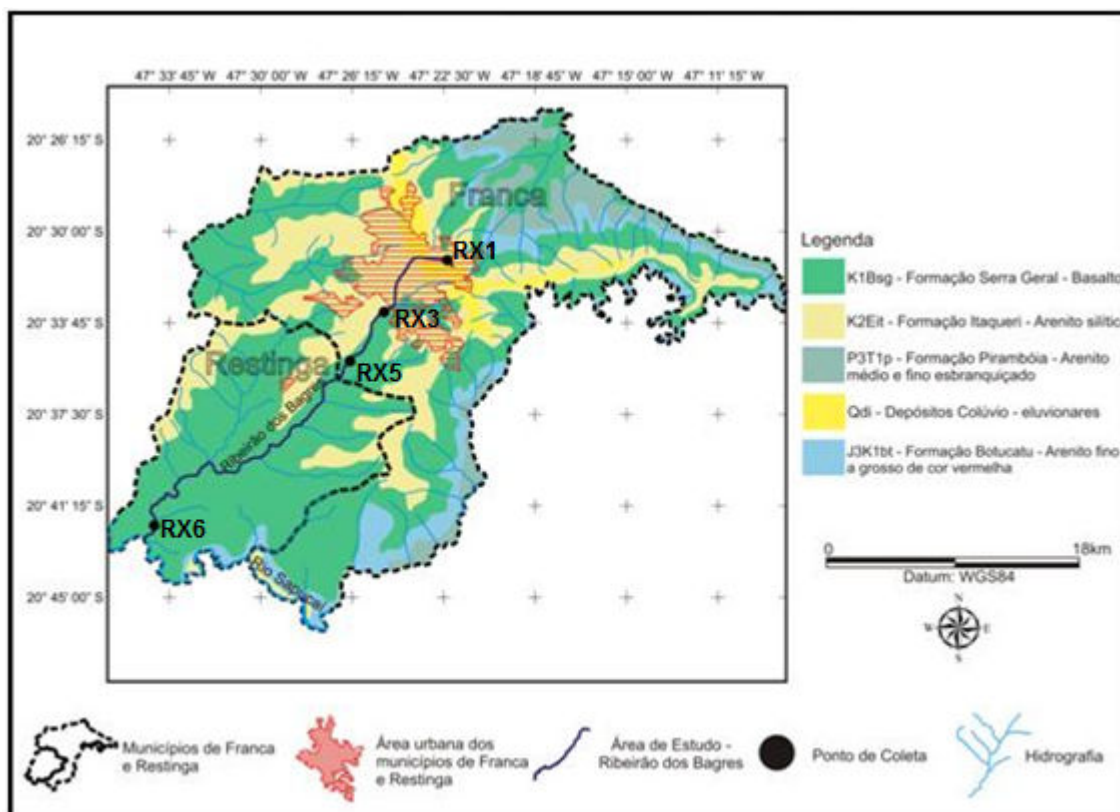 47° 33' 45" W 47° 30' 00" W 47° 26' 15" W 47° 22' 30" W 47° 18' 45" W 47° 15' 00" W 47° 11' 15" W
20° 26' 15" S
Franca
20° 30' 00" S
RX1
Legenda
K1Bsg - Formação Serra Geral - Basalto
20° 33' 45" S
RX3
K2Eit - Formação Itaqueri - Arenito silític
Restinga
RX5
P3T1p - Formação Pirambóia - Arenito
médio e fino esbranquiçado
20° 37' 30" S
Ribeirão dos Bagres
Qdi - Depósitos Colúvio - eluvionares
J3K1bt - Formação Botucatu - Arenito fino
a grosso de cor vermelha
20° 41' 15" S
RX6
0 18km
Datum: WGS84
Rio Sapucaí
20° 45' 00" S
N
W E
S
Municípios de Franca
e Restinga
Área urbana dos
municípios de Franca
e Restinga
Área de Estudo -
Ribeirão dos Bagres
Ponto de Coleta
Hidrografia